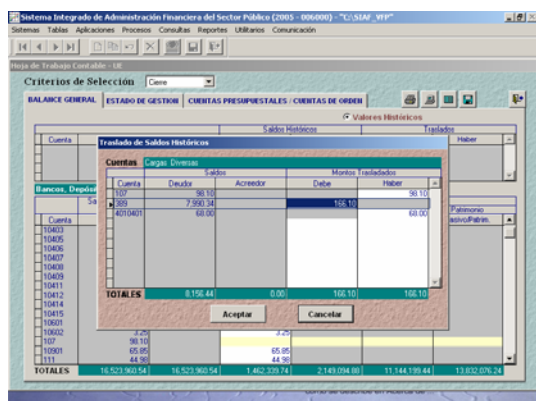 Sistema Integrado de Administración Financiera del Sector Público (2005 - 006000) - "C:\SIAF_VFP"
Sistemas Tablas Aplicaciones Procesos Consultas Reportes Utilitarios Comunicación
Hoja de Trabajo Contable - UE
Criterios de Selección Cierre
BALANCE GENERAL ESTADO DE GESTION CUENTAS PRESUPUESTALES / CUENTAS DE ORDEN
Valores Históricos
Saldos Históricos Traslados
Cuenta Haber
Traslado de Saldos Históricos
Cuentas Cargas Diversas
Saldos Montos Trasladados
Cuenta Deudor Acreedor Debe Haber
107 98.10 98.10
389 7,990.34 166.10
4010401 68.00 68.00
TOTALES 8,156.44 0.00 166.10 166.10
Aceptar Cancelar
Bancos, Depósi
Sa Patrimonio
Cuenta asivo/Patrim.
10403
10405
10406
10407
10408
10409
10411
10412
10414
10415
10601
10602 3.25 3.25
107 98.10
10901 65.85 65.85
111 44.98 44.98
TOTALES 16,523,960.54 16,523,960.54 1,462,339.74 2,149,094.80 11,144,199.44 13,832,076.24